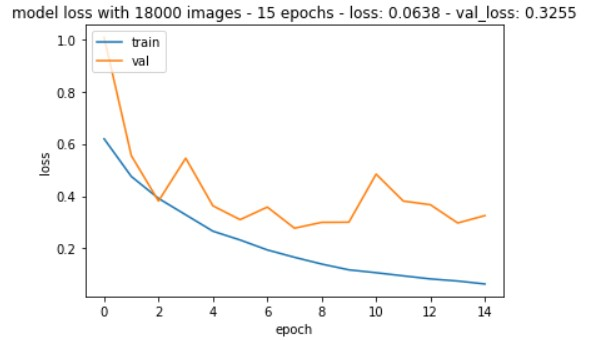 model loss with 18000 images - 15 epochs - loss: 0.0638 - val_loss: 0.3255
1.0
train
val
0.8
0.6
loss
0.4
0.2
0 2 4 6 8 10 12 14
epoch